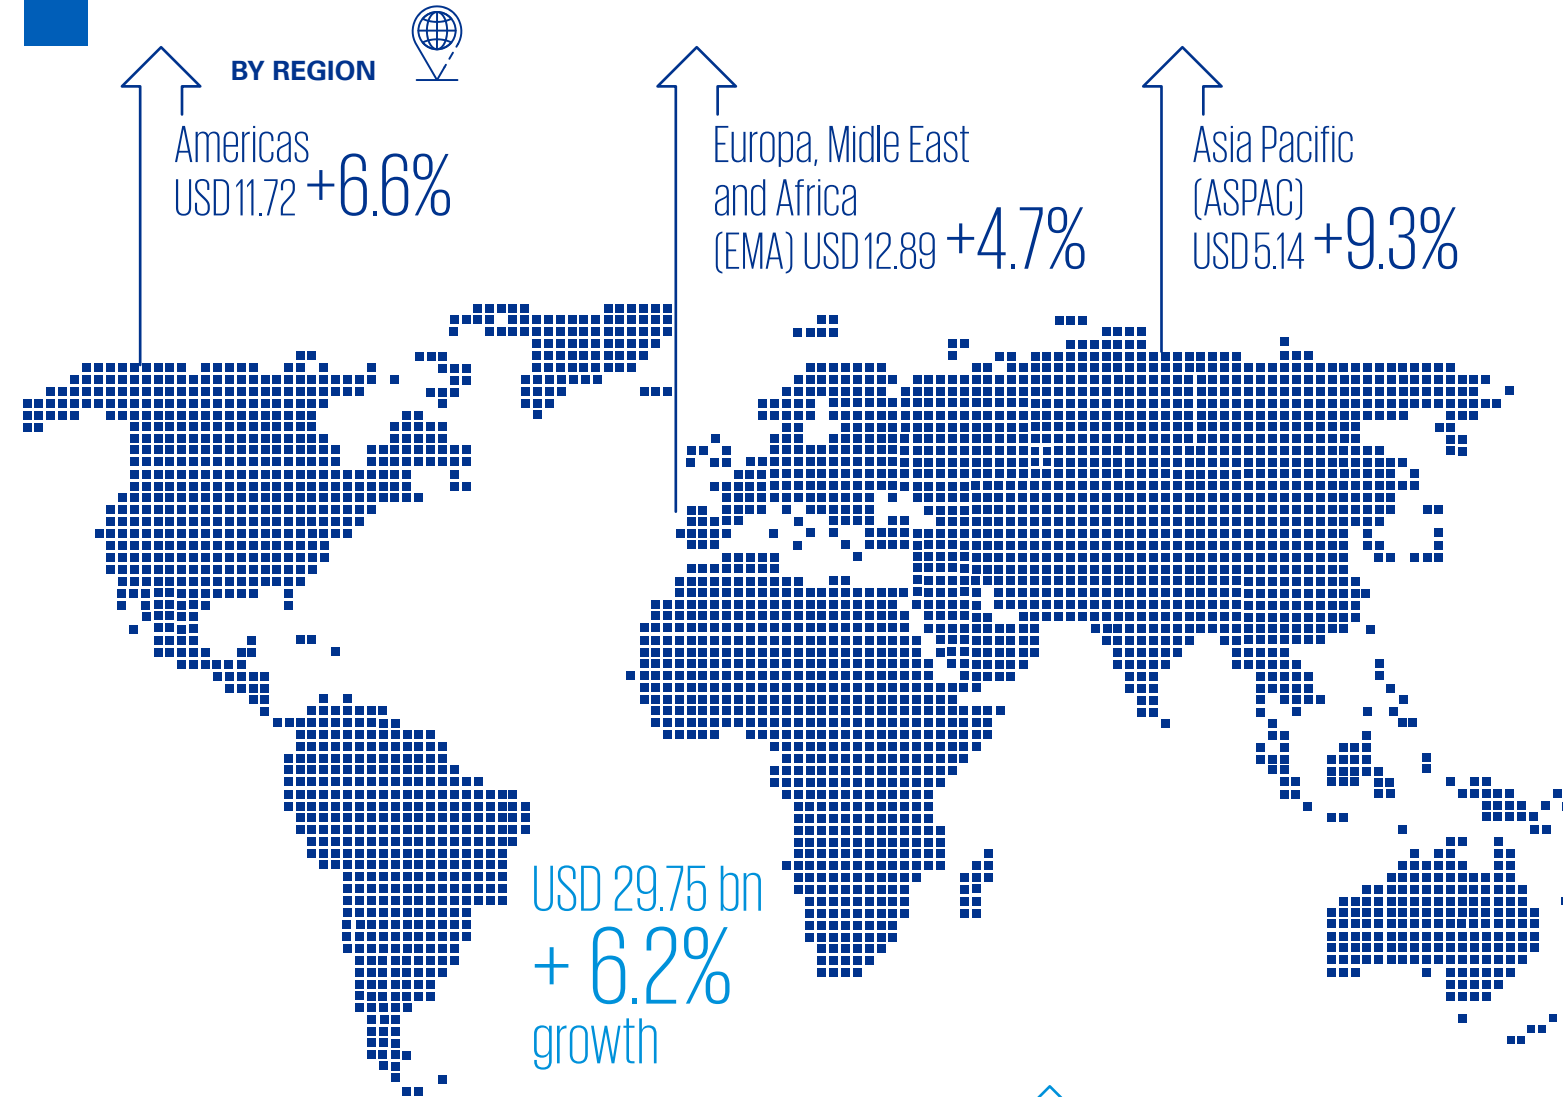 BY REGION
Americas
USD 11.72 +6.6%
Europa, Midle East
and Africa
(EMA) USD 12.89 +4.7%
Asia Pacific
(ASPAC)
USD 5.14 +9.3%
USD 29.75 bn
+ 6.2%
growth